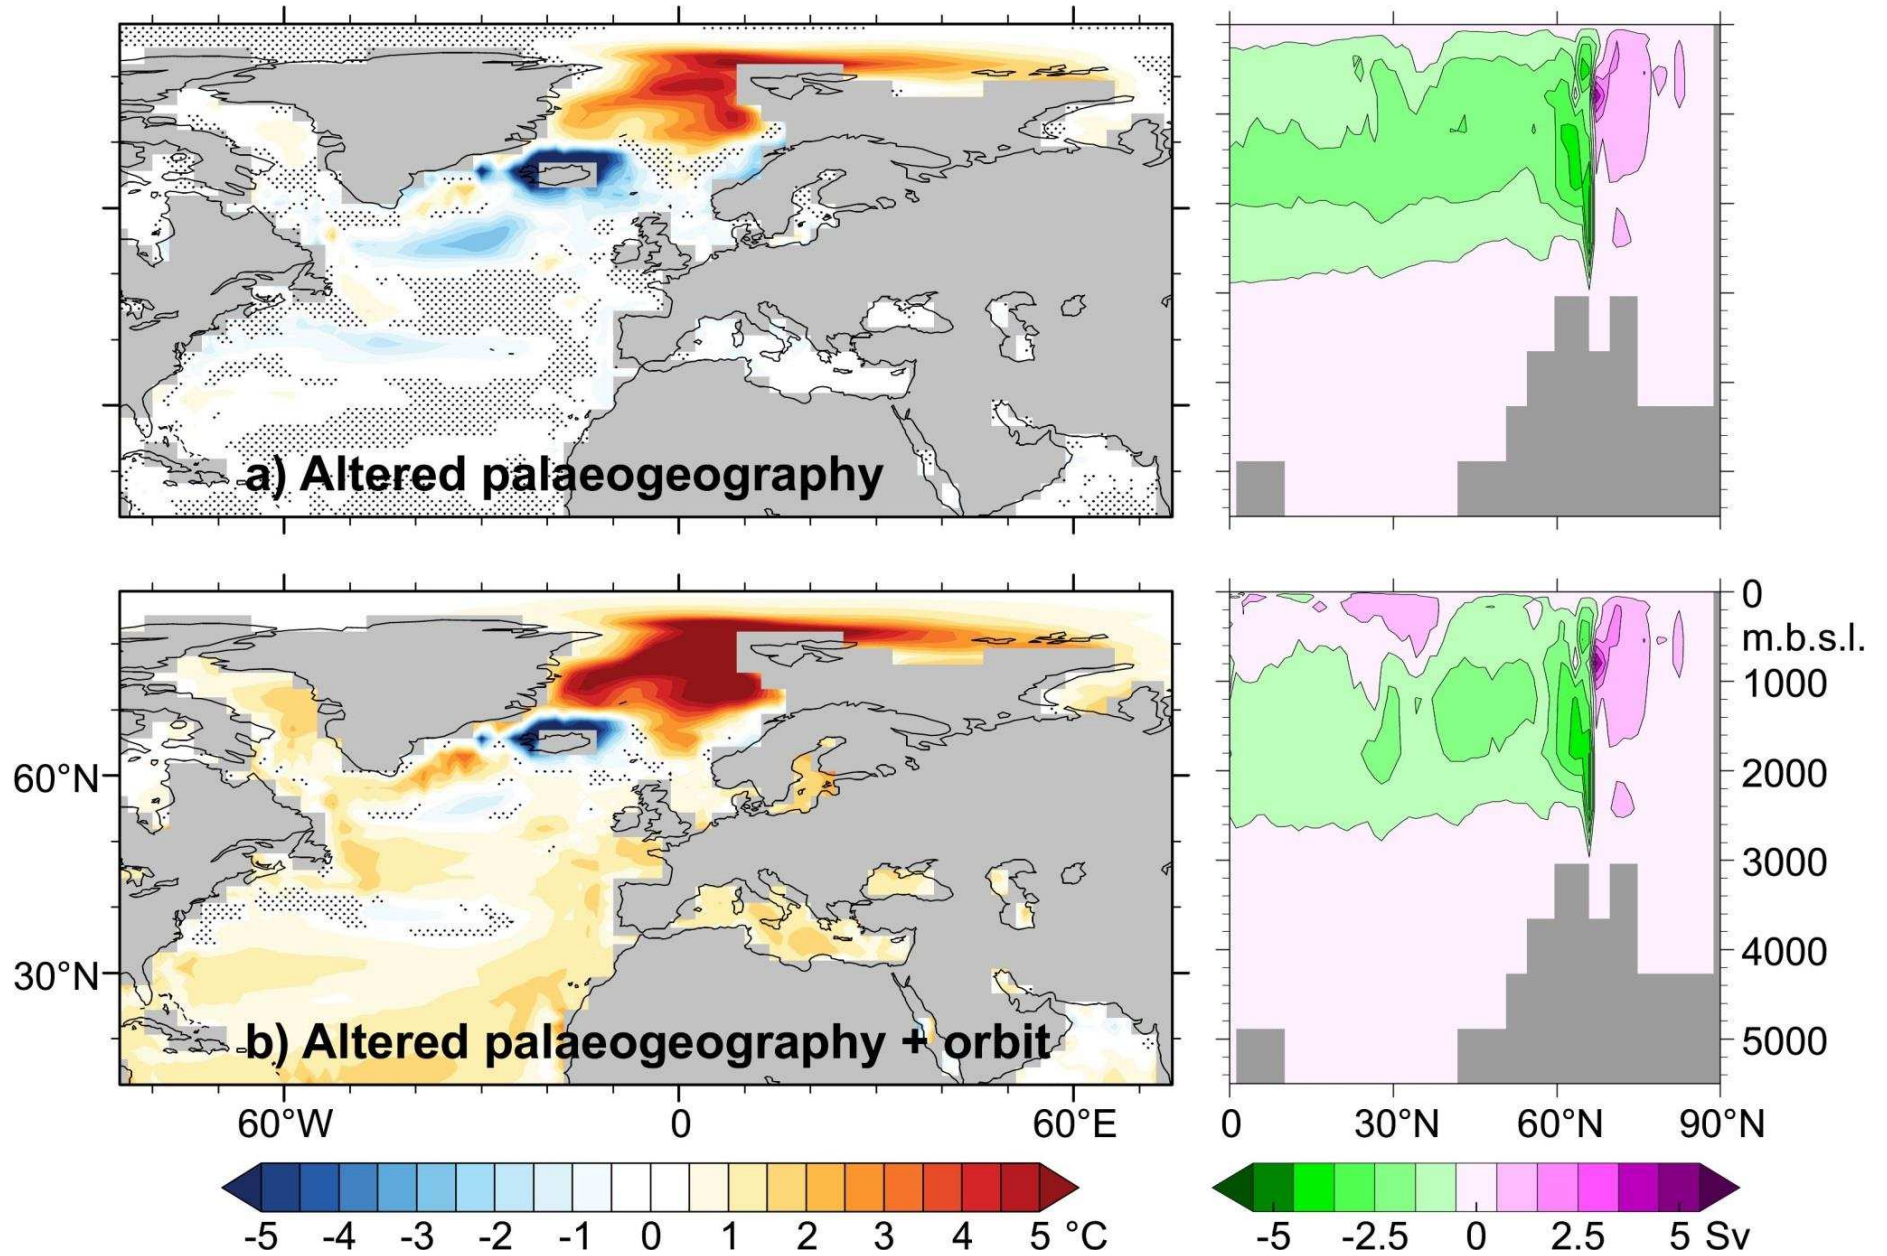 a) Altered palaeogeography
0
m.b.s.l.
1000
2000
3000
4000
5000
60°N
30°N
b) Altered palaeogeography + orbit
60°W 0 60°E
0 30°N 60°N 90°N
-5 -4 -3 -2 -1 0 1 2 3 4 5 °C
-5 -2.5 0 2.5 5 Sv